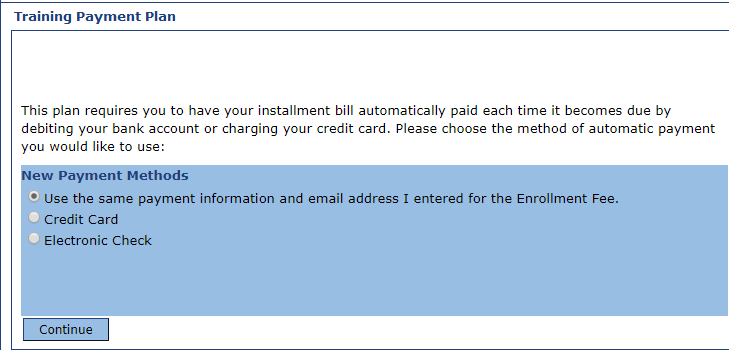 Training Payment Plan
This plan requires you to have your installment bill automatically paid each time it becomes due by
debiting your bank account or charging your credit card. Please choose the method of automatic payment
you would like to use:
New Payment Methods
Use the same payment information and email address I entered for the Enrollment Fee.
Credit Card
Electronic Check
Continue